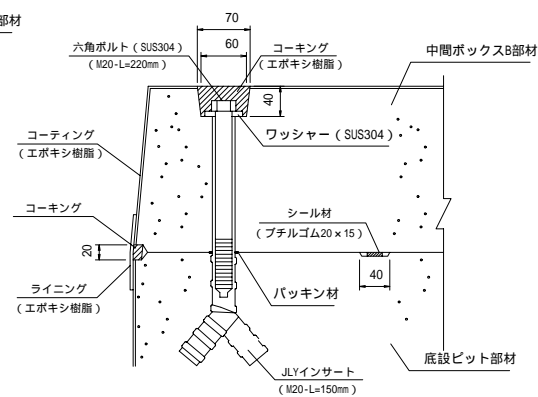 部材
70
六角ボルト（SUS304）
（M20-L=220mm）
60
コーキング
（エポキシ樹脂）
中間ボックスB部材
40
ワッシャー（SUS304）
コーティング
（エポキシ樹脂）
コーキング
シール材
（ブチルゴム20×15）
20
40
ライニング
（エポキシ樹脂）
パッキン材
底設ピット部材
JLYインサート
（M20-L=150mm）